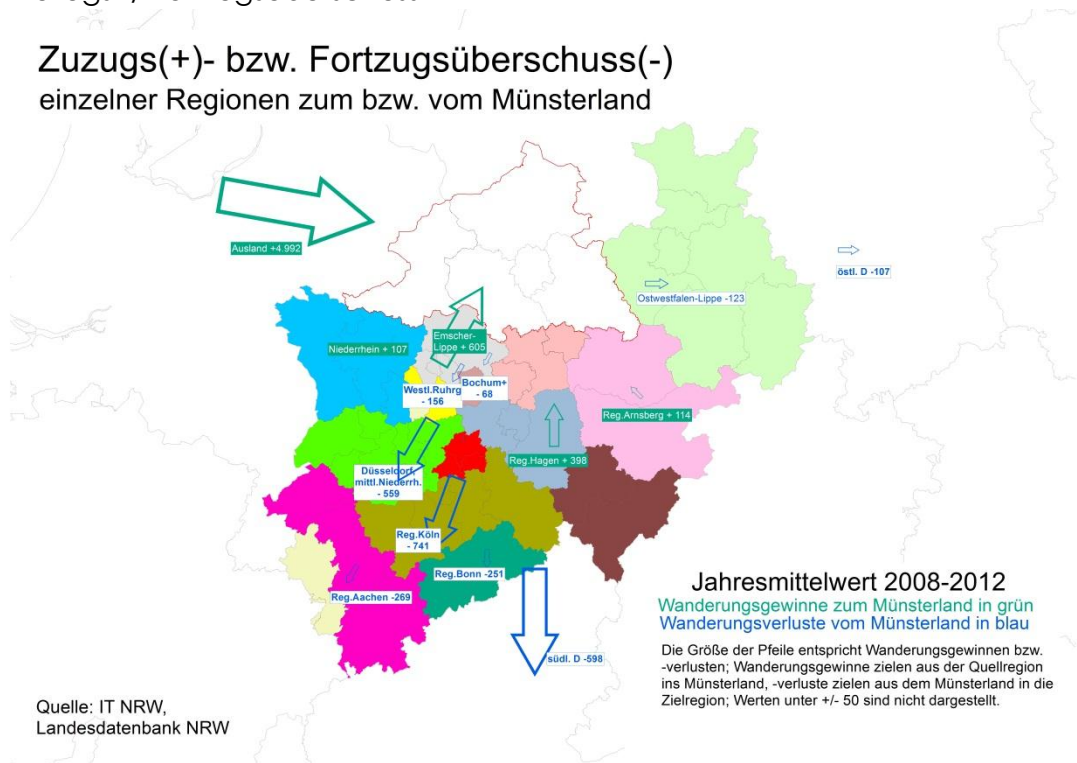 Zuzugs(+)- bzw. Fortzugsüberschuss(-)
einzelner Regionen zum bzw. vom Münsterland
Ausland +4.992
östl. D -107
Ostwestfalen-Lippe -123
Emscher-
Lippe + 605
Niederrhein + 107
Westl.Ruhrg
- 156
Bochum+
- 68
Reg.Arnsberg + 114
Reg.Hagen + 398
Düsseldorf,
mittl.Niederrh.
- 559
Reg.Köln
- 741
Reg.Bonn -251
Reg.Aachen -269
südl. D -598
Jahresmittelwert 2008-2012
Wanderungsgewinne zum Münsterland in grün
Wanderungsverluste vom Münsterland in blau
Die Größe der Pfeile entspricht Wanderungsgewinnen bzw.
-verlusten; Wanderungsgewinne zielen aus der Quellregion
ins Münsterland, -verluste zielen aus dem Münsterland in die
Zielregion; Werten unter +/- 50 sind nicht dargestellt.
Quelle: IT NRW,
Landesdatenbank NRW